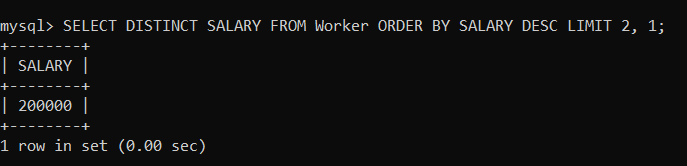 mysql> SELECT DISTINCT SALARY FROM Worker ORDER BY SALARY DESC LIMIT 2, 1;
+--------+
| SALARY |
+--------+
| 200000 |
+--------+
1 row in set (0.00 sec)